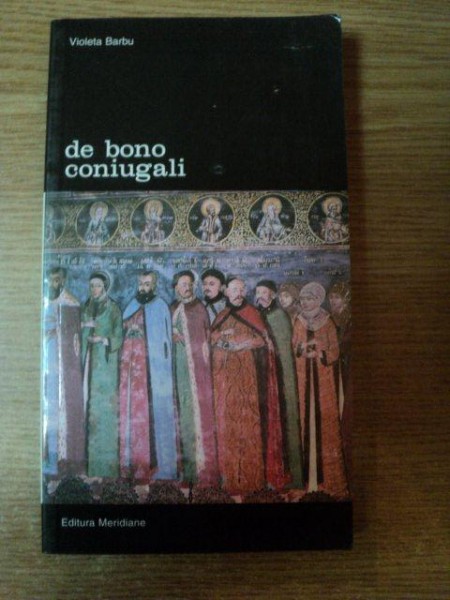 Violeta Barbu
de bono
coniugali
Editura Meridiane